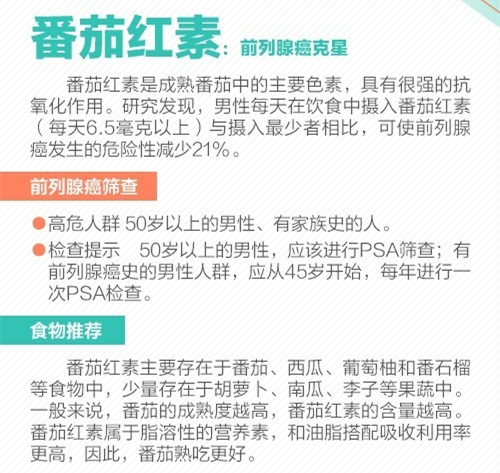 番茄红素：前列腺癌克星
番茄红素是成熟番茄中的主要色素，具有很强的抗
氧化作用。研究发现，男性每天在饮食中摄入番茄红素
（每天6.5毫克以上）与摄入最少者相比，可使前列腺
癌发生的危险性减少21%。
前列腺癌筛查
●高危人群 50岁以上的男性、有家族史的人。
●检查提示　50岁以上的男性，应该进行PSA筛查；有
前列腺癌史的男性人群，应从45岁开始，每年进行一
次PSA检查。
食物推荐
番茄红素主要存在于番茄、西瓜、葡萄柚和番石榴
等食物中，少量存在于胡萝卜、南瓜、李子等果蔬中。
一般来说，番茄的成熟度越高，番茄红素的含量越高。
番茄红素属于脂溶性的营养素，和油脂搭配吸收利用率
更高，因此，番茄熟吃更好。